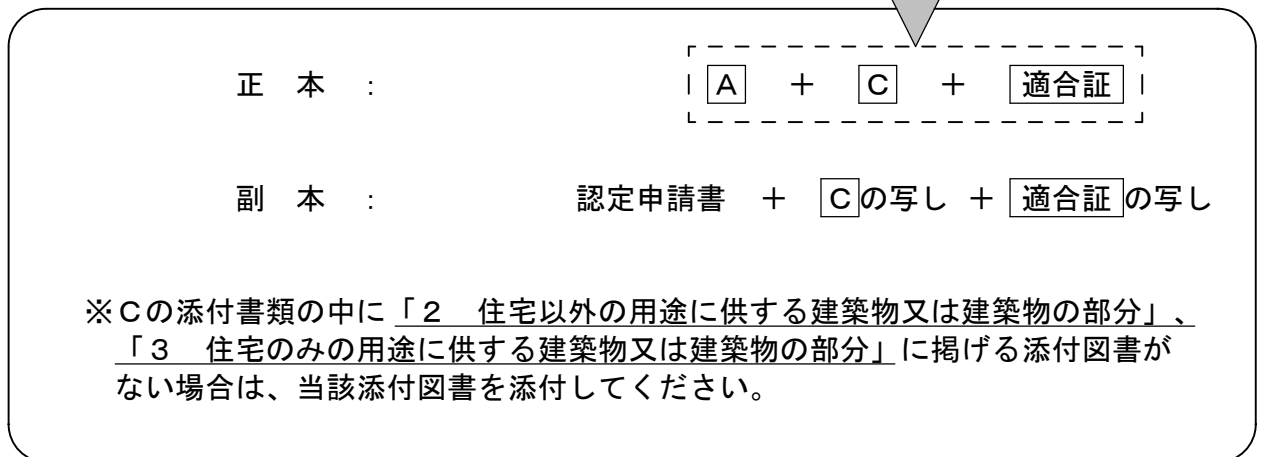 正　本　：　A　＋　C　＋　適合証
副　本　：　認定申請書　＋　Cの写し　＋　適合証の写し
※Cの添付書類の中に「２　住宅以外の用途に供する建築物又は建築物の部分」、
「３　住宅のみの用途に供する建築物又は建築物の部分」に掲げる添付図書が
ない場合は、当該添付図書を添付してください。